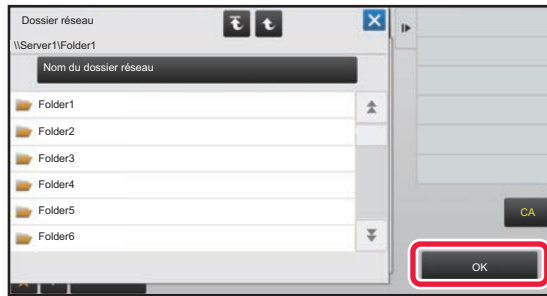 Dossier réseau
\\Server1\Folder1
Nom du dossier réseau
Folder1
Folder2
Folder3
Folder4
Folder5
Folder6
CA
OK